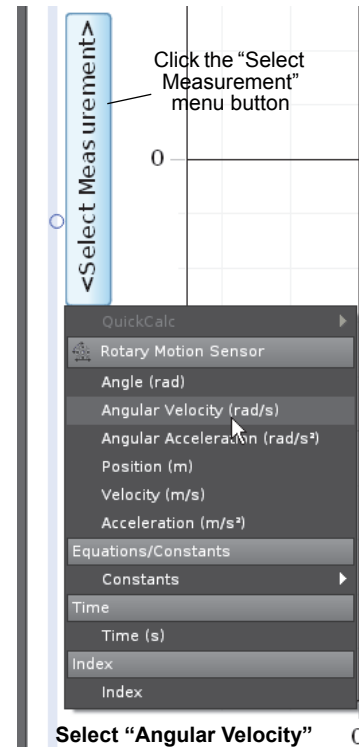 <Select Measurement>
Click the “Select
Measurement”
menu button
0
QuickCalc
Rotary Motion Sensor
Angle (rad)
Angular Velocity (rad/s)
Angular Acceleration (rad/s²)
Position (m)
Velocity (m/s)
Acceleration (m/s²)
Equations/Constants
Constants
Time
Time (s)
Index
Index
Select “Angular Velocity”